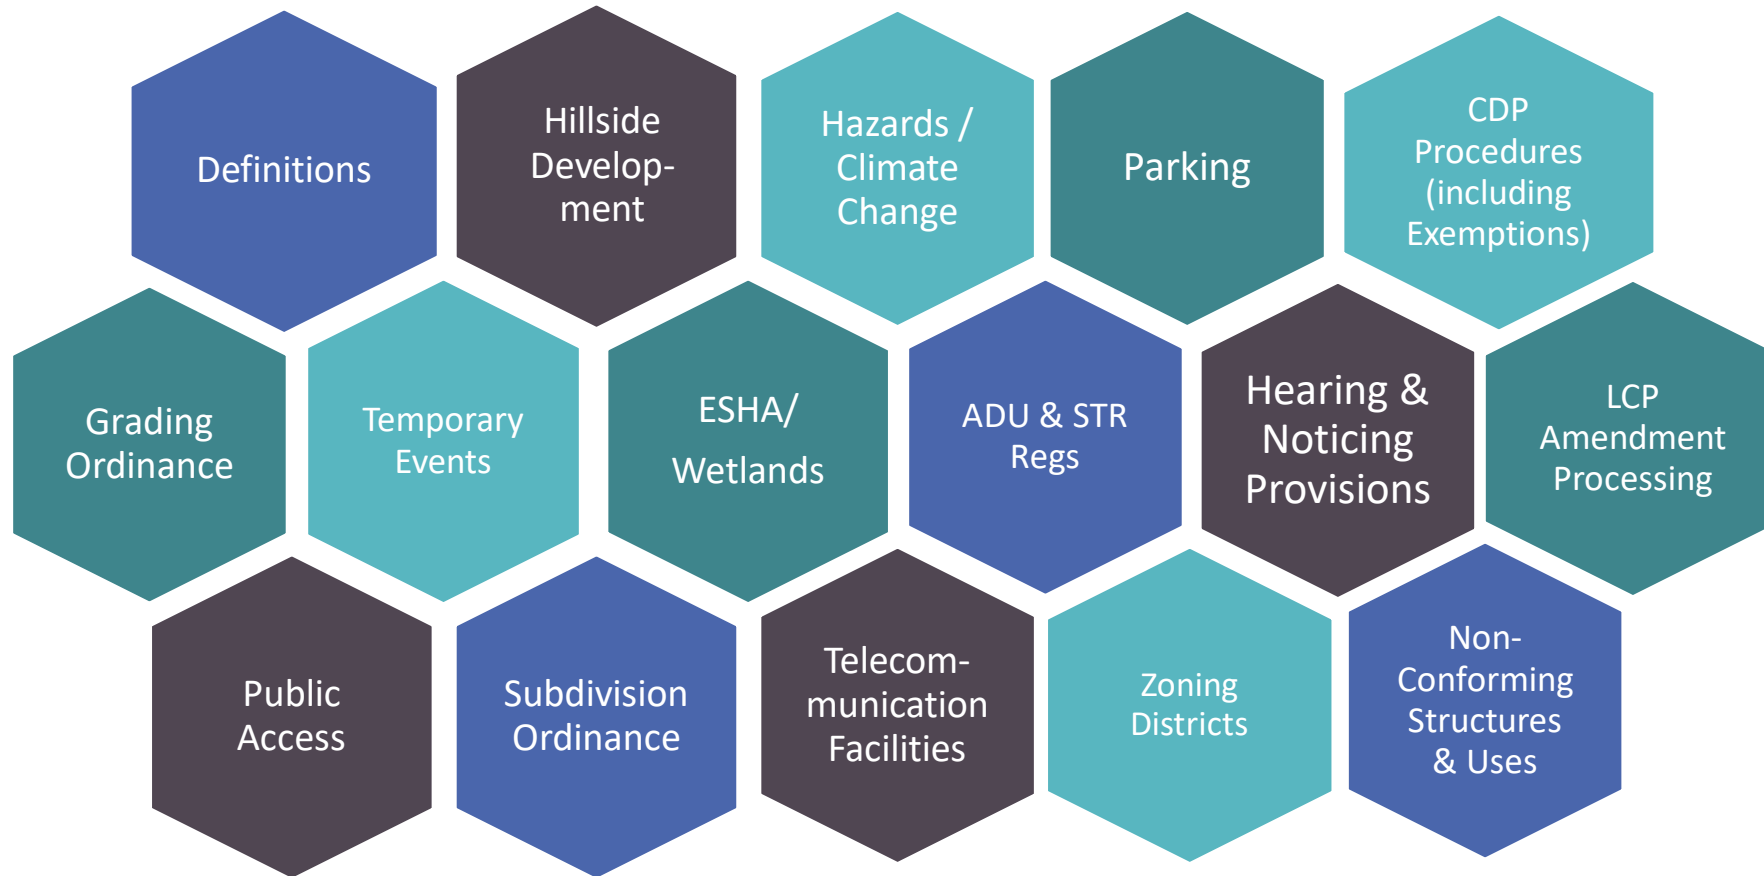 Definitions
Hillside
Develop-
ment
Hazards /
Climate
Change
Parking
CDP
Procedures
(including
Exemptions)
Grading
Ordinance
Temporary
Events
ESHA/
Wetlands
ADU & STR
Regs
Hearing &
Noticing
Provisions
LCP
Amendment
Processing
Public
Access
Subdivision
Ordinance
Telecom-
munication
Facilities
Zoning
Districts
Non-
Conforming
Structures
& Uses